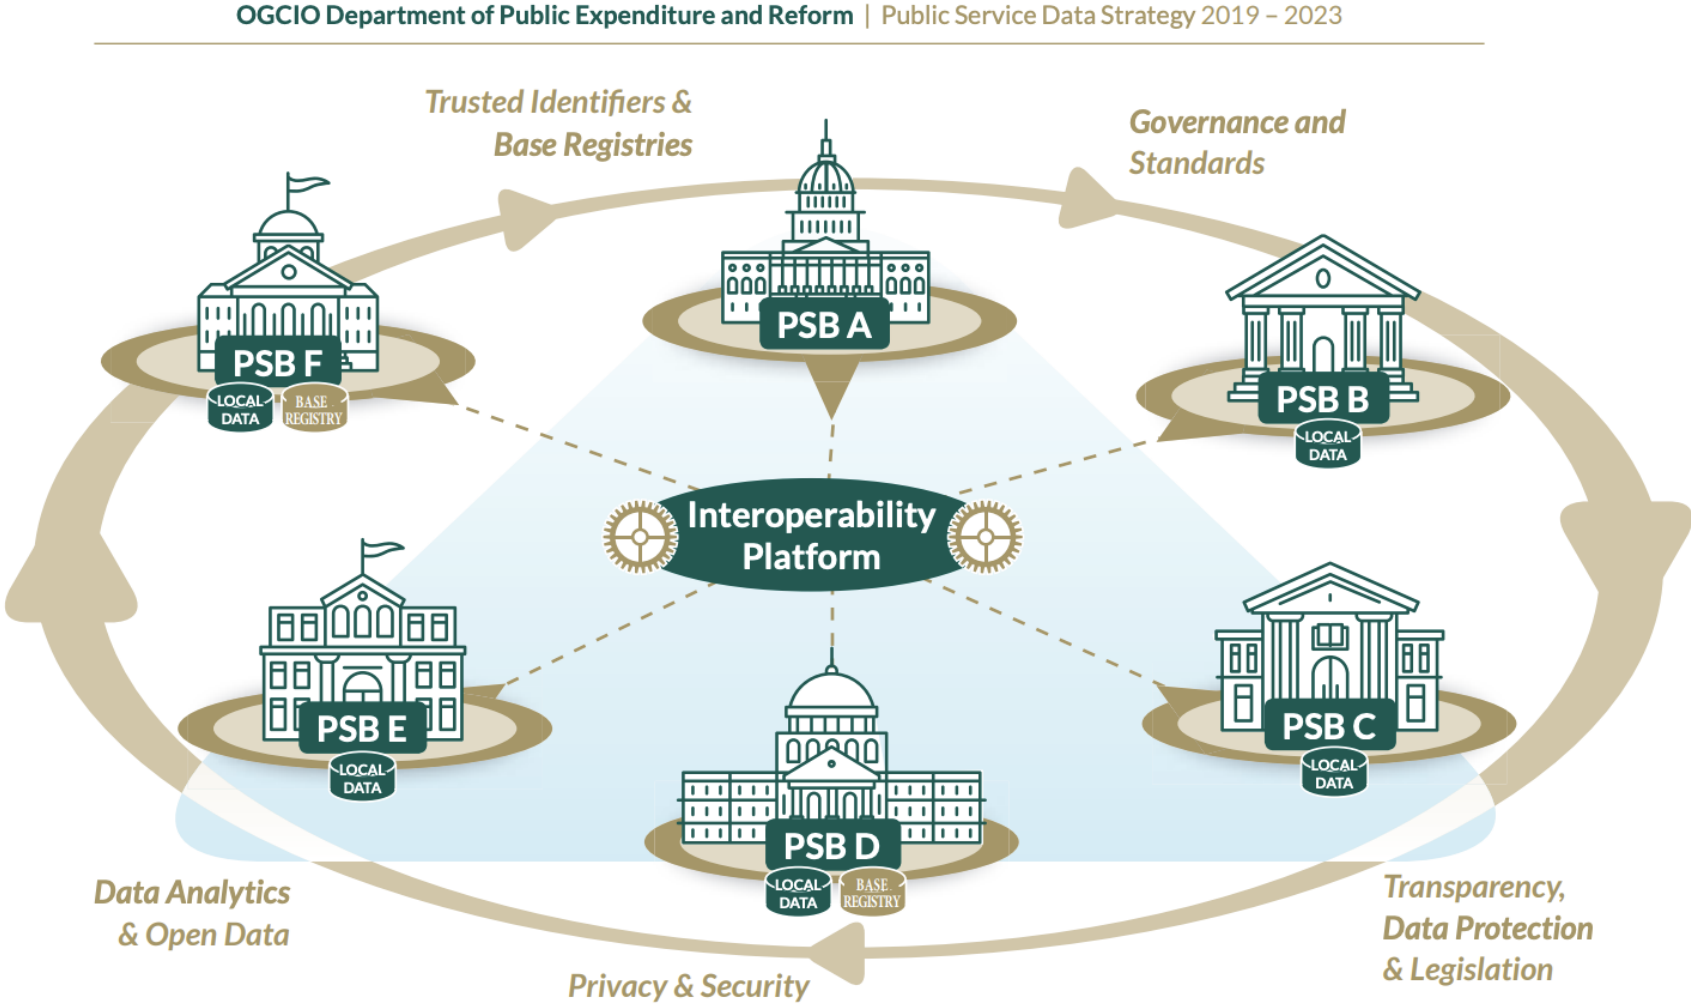 OGCIO Department of Public Expenditure and Reform | Public Service Data Strategy 2019 – 2023
Trusted Identifiers &
Base Registries
Governance and
Standards
PSB A
PSB F
LOCAL
DATA
BASE
REGISTRY
PSB B
LOCAL
DATA
Interoperability
Platform
PSB E
LOCAL
DATA
PSB C
LOCAL
DATA
PSB D
LOCAL
DATA
BASE
REGISTRY
Data Analytics
& Open Data
Transparency,
Data Protection
& Legislation
Privacy & Security